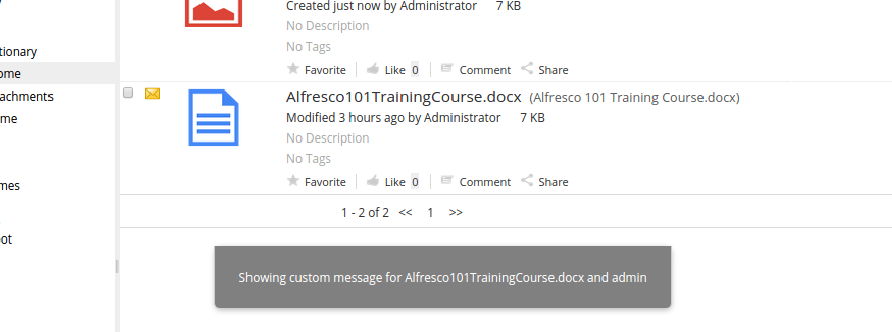 Created just now by Administrator 7 KB
No Description
No Tags
Favorite Like 0 Comment Share
tionary
ome
achments
me
mes
ot
Alfresco101TrainingCourse.docx (Alfresco 101 Training Course.docx)
Modified 3 hours ago by Administrator 7 KB
No Description
No Tags
Favorite Like 0 Comment Share
1 - 2 of 2 << 1 >>
Showing custom message for Alfresco101TrainingCourse.docx and admin